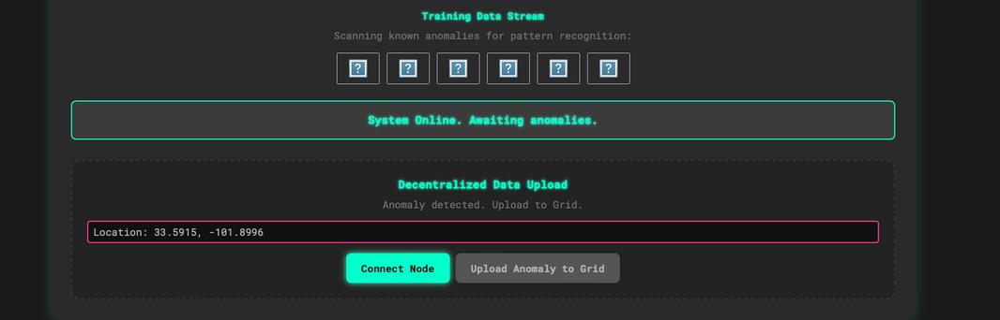 Training Data Stream
Scanning known anomalies for pattern recognition:
? ? ? ? ? ?
System Online. Awaiting anomalies.
Decentralized Data Upload
Anomaly detected. Upload to Grid.
Location: 33.5915, -101.8996
Connect Node Upload Anomaly to Grid